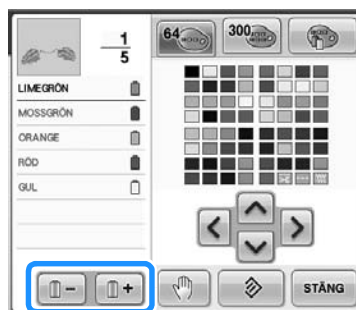 1
5
64
300
LIMEGRÖN
MOSSGRÖN
ORANGE
RÖD
GUL
- +
STÄNG